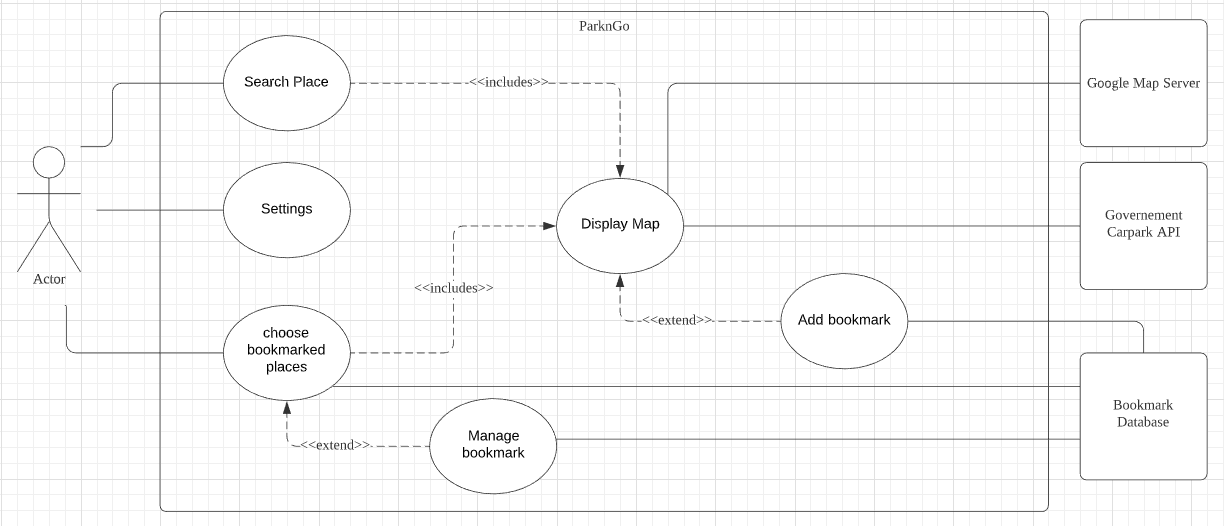 ParknGo
Search Place
<<includes>>
Google Map Server
Settings
Display Map
Governement
Carpark API
Actor
<<includes>>
<<extend>>
Add bookmark
choose
bookmarked
places
Bookmark
Database
<<extend>>
Manage
bookmark